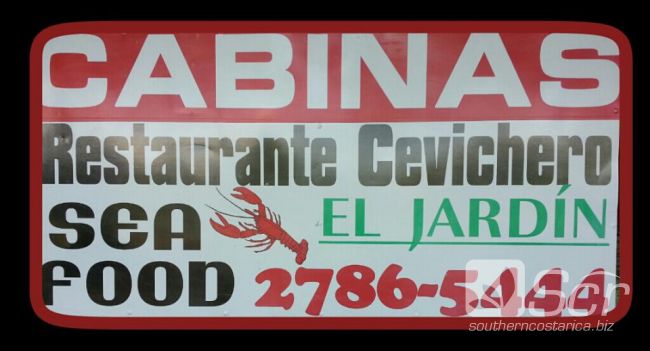 CABINAS
Restaurante Cevichero
SEA
FOOD
EL JARDÍN
southerncostarica.biz